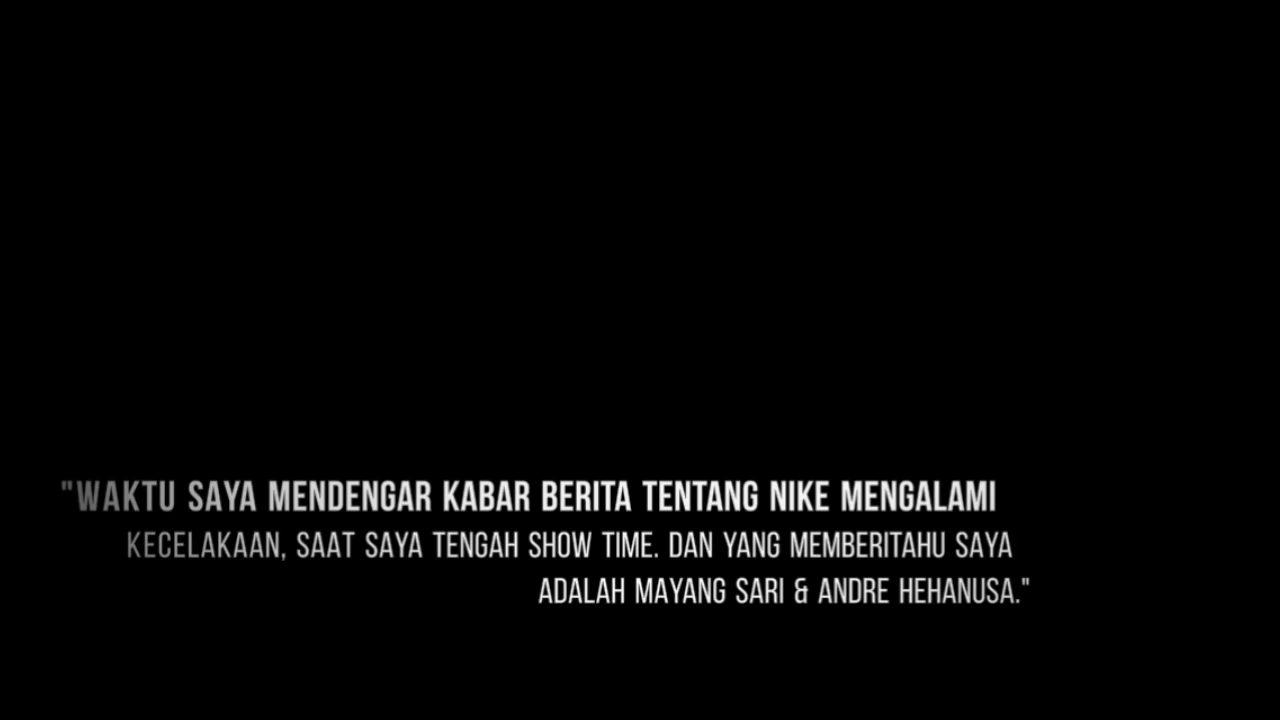 "WAKTU SAYA MENDENGAR KABAR BERITA TENTANG NIKE MENGALAMI
KECELAKAAN, SAAT SAYA TENGAH SHOW TIME. DAN YANG MEMBERITAHU SAYA
ADALAH MAYANG SARI & ANDRE HEHANUSA."